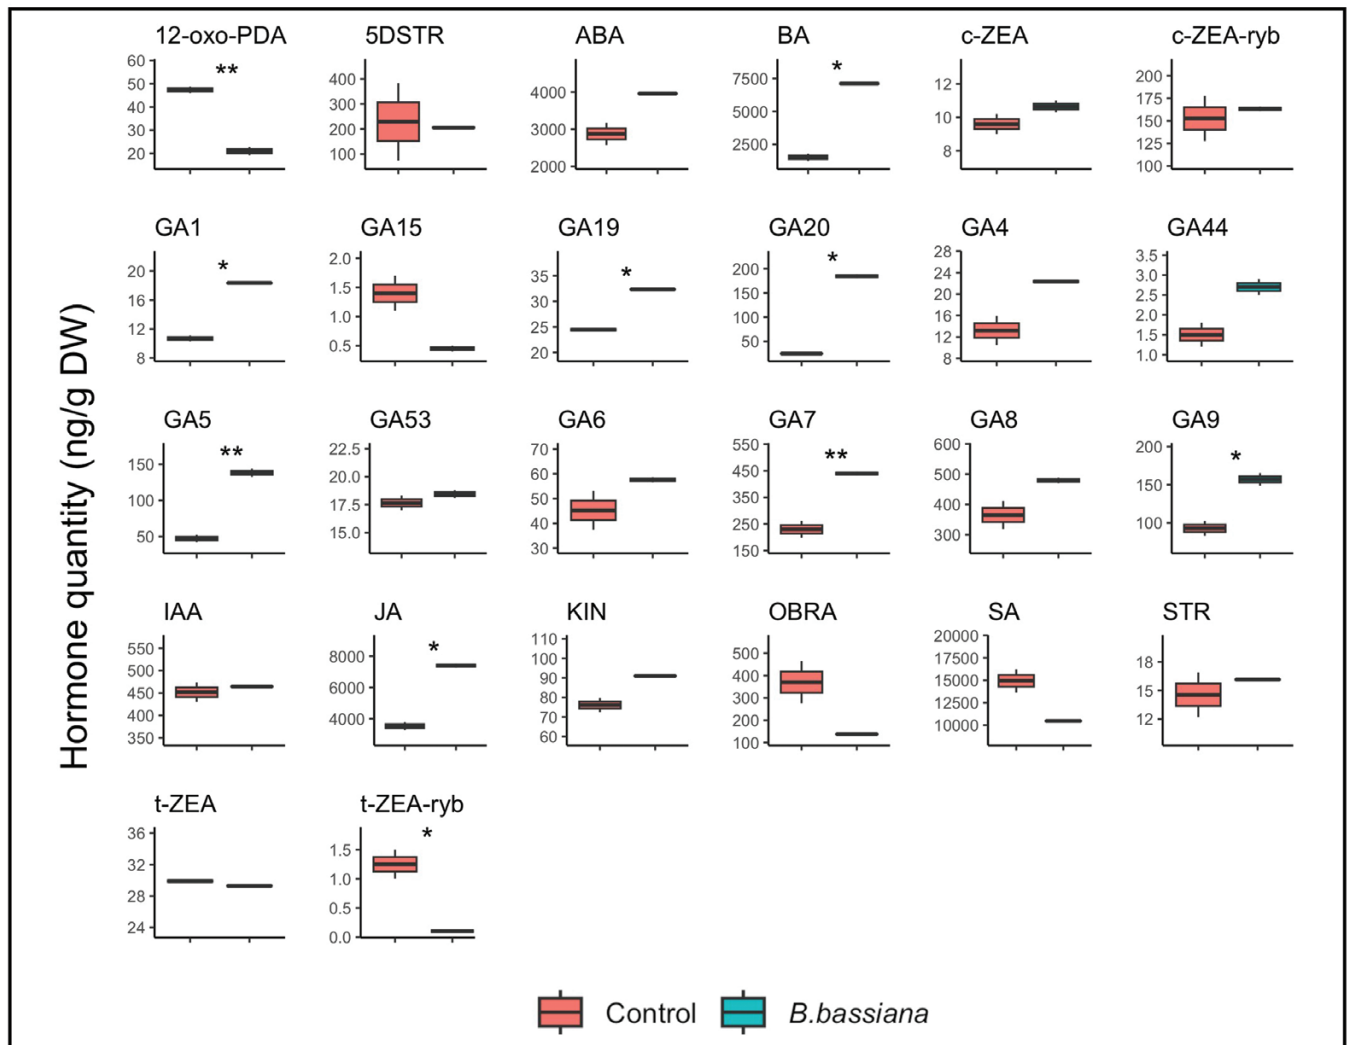 12-oxo-PDA 5DSTR ABA BA c-ZEA c-ZEA-ryb
60 50 40 30 20
**
400 300 200 100
4000 3000 2000
7500 5000 2500
*
12 10 8
200 175 150 125 100
GA1 GA15 GA19 GA20 GA4 GA44
20 16 12 8
*
2.0 1.5 1.0 0.5
35 30 25 20
*
200 150 100 50
*
28 24 20 16 12 8
3.5 3.0 2.5 2.0 1.5 1.0
GA5 GA53 GA6 GA7 GA8 GA9
150 100 50
**
22.5 20.0 17.5 15.0
70 60 50 40 30
550 450 350 250 150
**
600 500 400 300
200 150 100
*
IAA JA KIN OBRA SA STR
550 500 450 400 350
8000 6000 4000
*
110 100 90 80 70 60
500 400 300 200 100
20000 17500 15000 12500 10000
18 15 12
t-ZEA t-ZEA-ryb
36 32 28 24
1.5 1.0 0.5 0.0
*
Hormone quantity (ng/g DW)
Control B.bassiana